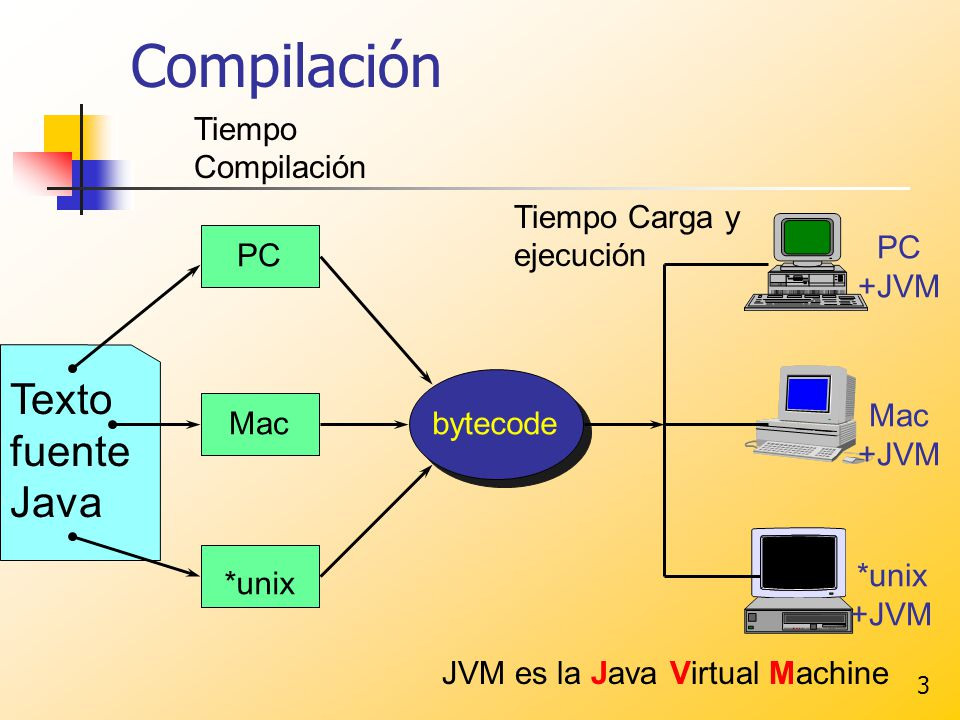 Compilación
Tiempo
Compilación
Tiempo Carga y
ejecución
PC
PC
+JVM
Texto
fuente
Java
Mac
bytecode
Mac
+JVM
*unix
*unix
+JVM
JVM es la Java Virtual Machine
3